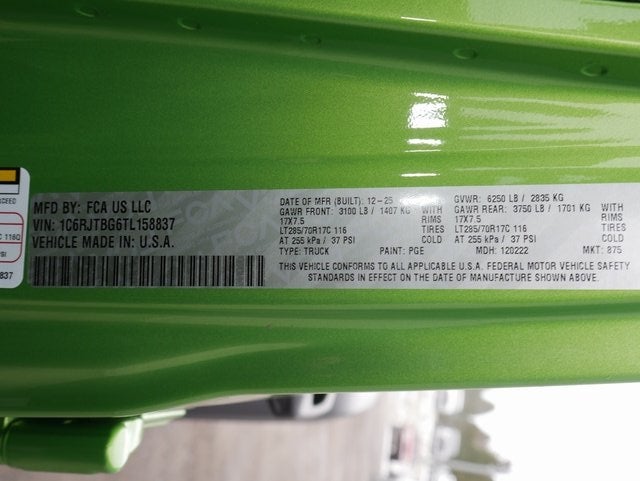 XCEED
C 116Q
PSI
8837
MFD BY: FCA US LLC
VIN: 1C6RJTBG6TL158837
VEHICLE MADE IN U.S.A.
DATE OF MFR (BUILT): 12-25
GAWR FRONT: 3100 LB / 1407 KG WITH
17X7.5 RIMS
LT285/70R17C 116 TIRES
AT 255 kPa / 37 PSI COLD
TYPE: TRUCK PAINT: PGE
GVWR: 6250 LB / 2835 KG
GAWR REAR: 3750 LB / 1701 KG WITH
17X7.5 RIMS
LT285/70R17C 116 TIRES
AT 255 kPa / 37 PSI COLD
MDH: 120222 MKT: 875
THIS VEHICLE CONFORMS TO ALL APPLICABLE U.S.A. FEDERAL MOTOR VEHICLE SAFETY
STANDARDS IN EFFECT ON THE DATE OF MANUFACTURE SHOWN ABOVE.